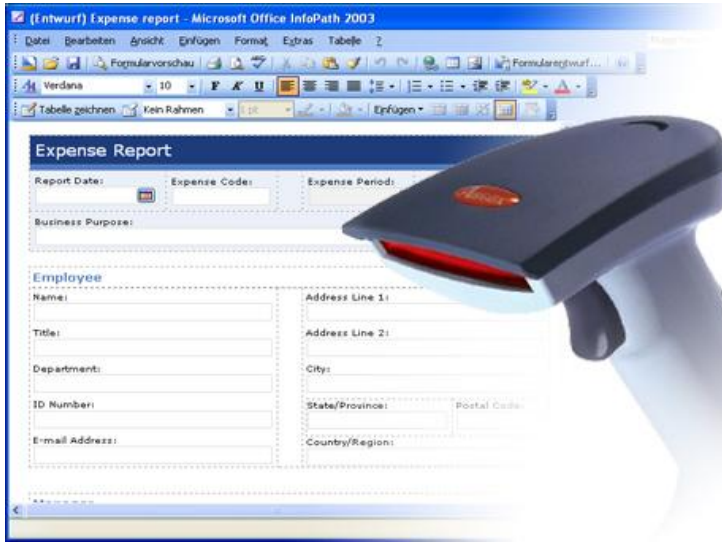 (Entwurf) Expense report - Microsoft Office InfoPath 2003
Datei Bearbeiten Ansicht Einfügen Format Extras Tabelle ?
Formularvorschau Formularentwurf...
Verdana 10 F K U
Tabelle zeichnen Kein Rahmen 1 pt Einfügen
Expense Report
Report Date: Expense Code: Expense Period:
Business Purpose:
Employee
Name: Address Line 1:
Title: Address Line 2:
Department: City:
ID Number: State/Province: Postal Code:
E-mail Address: Country/Region: